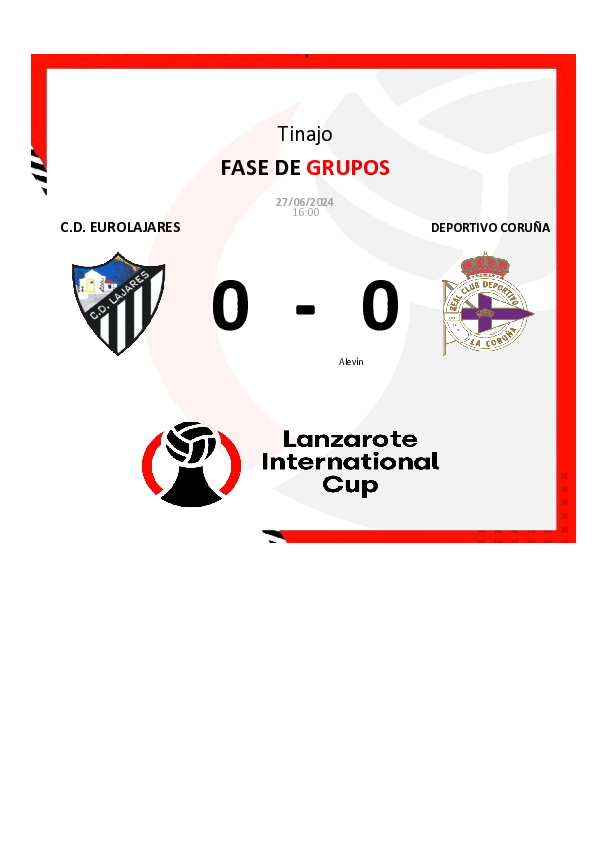 Tinajo
FASE DE GRUPOS
27/06/2024
16:00
C.D. EUROLAJARES
DEPORTIVO CORUÑA
C.D. LAJARES
0 - 0
REAL CLUB DEPORTIVO
LA CORUÑA
Alevín
Lanzarote
International
Cup